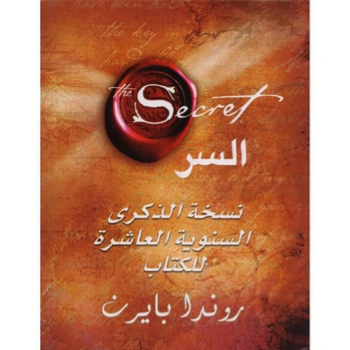 the Secret
السر
نسخة الذكرى
السنوية العاشرة
للكتاب
روندا بايرن